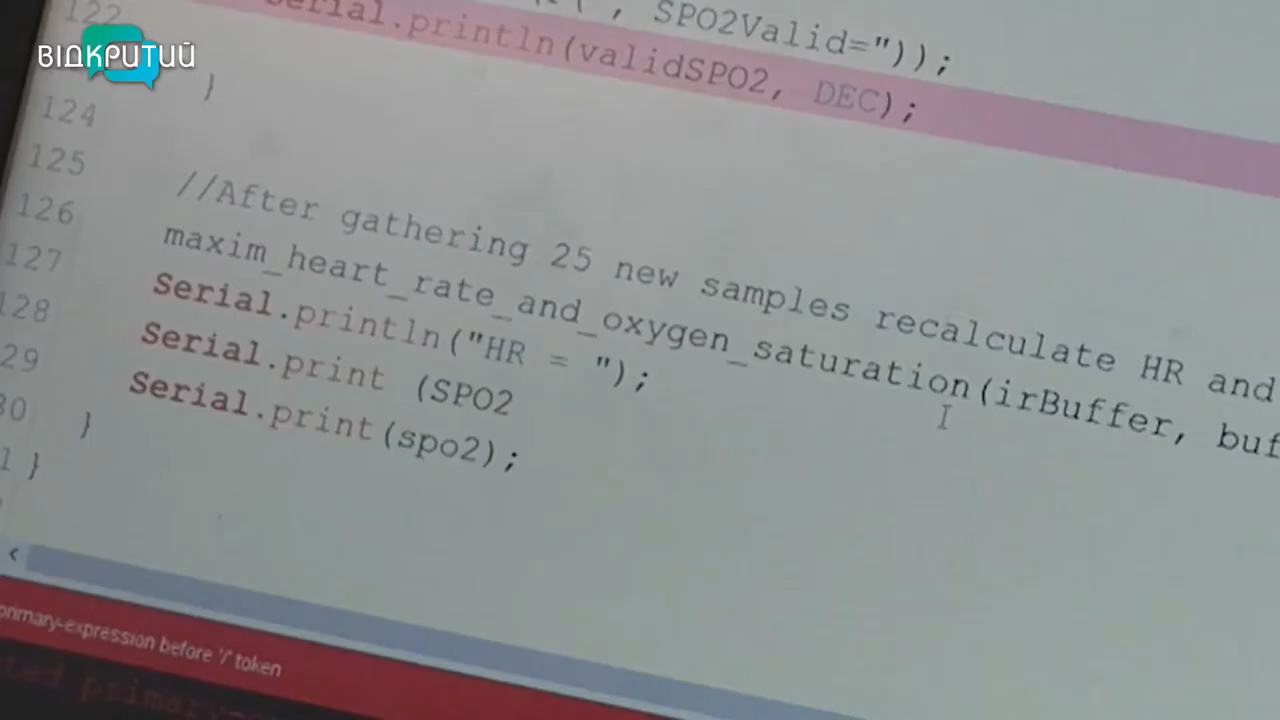 ВІДКРИТИЙ
122
, SPO2Valid="));
Serial.println(validSPO2, DEC);
}
124
125
126 //After gathering 25 new samples recalculate HR and
127 maxim_heart_rate_and_oxygen_saturation(irBuffer, buf
128 Serial.println("HR = ");
29 Serial.print (SPO2
30 Serial.print(spo2);
}
1 }
primary-expression before '/' token